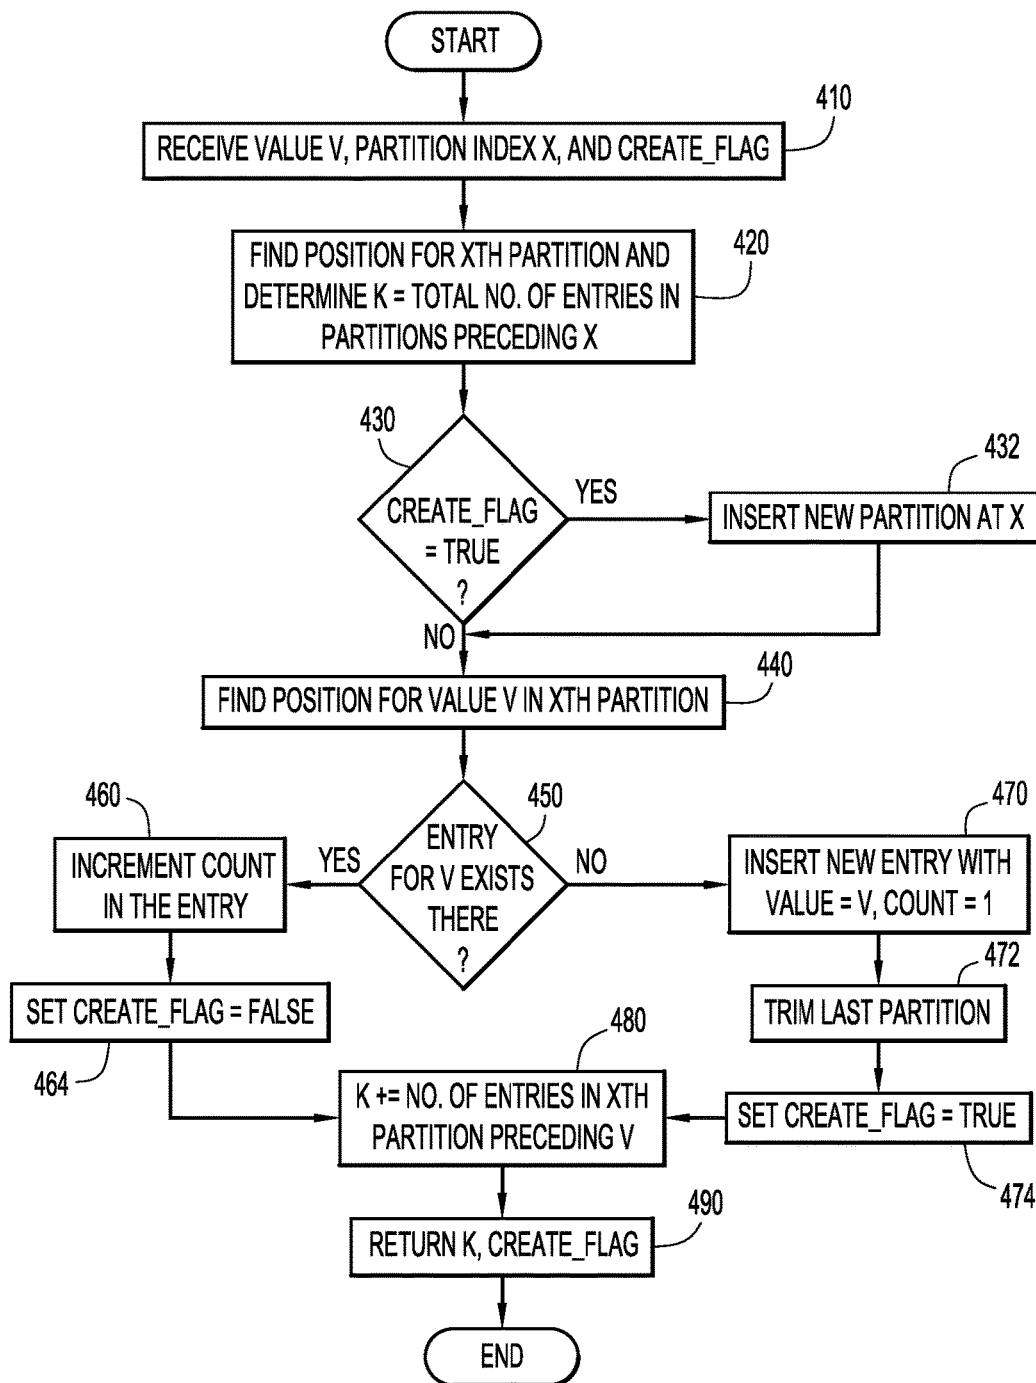 START
410
RECEIVE VALUE V, PARTITION INDEX X, AND CREATE_FLAG
420
FIND POSITION FOR XTH PARTITION AND
DETERMINE K = TOTAL NO. OF ENTRIES IN
PARTITIONS PRECEDING X
430
CREATE_FLAG
= TRUE
?
YES
432
INSERT NEW PARTITION AT X
NO
440
FIND POSITION FOR VALUE V IN XTH PARTITION
450
ENTRY
FOR V EXISTS
THERE
?
YES
460
INCREMENT COUNT
IN THE ENTRY
SET CREATE_FLAG = FALSE
464
NO
470
INSERT NEW ENTRY WITH
VALUE = V, COUNT = 1
472
TRIM LAST PARTITION
SET CREATE_FLAG = TRUE
474
480
K += NO. OF ENTRIES IN XTH
PARTITION PRECEDING V
490
RETURN K, CREATE_FLAG
END